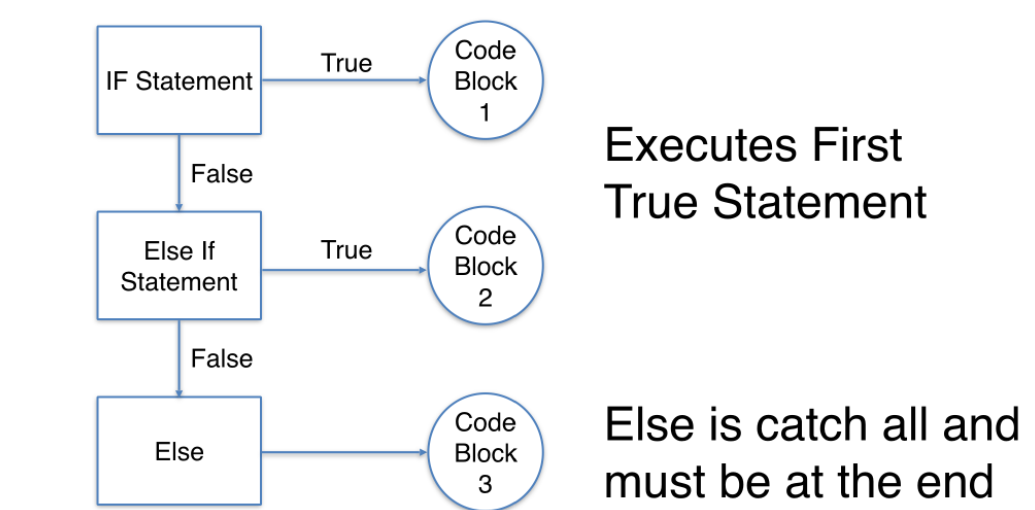 IF Statement
True
Code
Block
1
Executes First
True Statement
False
Else If
Statement
True
Code
Block
2
False
Else
Code
Block
3
Else is catch all and
must be at the end